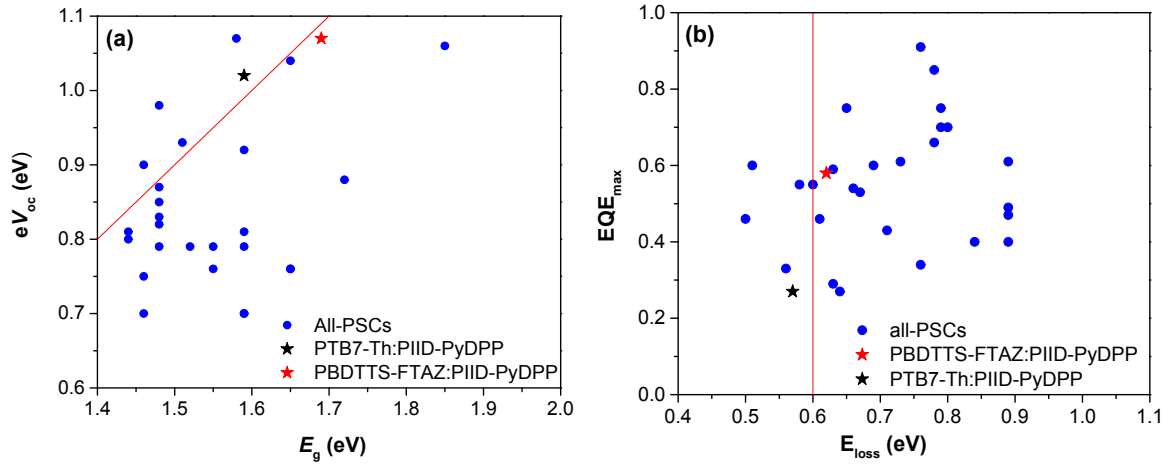 (a)
eVoc (eV)
1.1
1.0
0.9
0.8
0.7
0.6
All-PSCs
PTB7-Th:PIID-PyDPP
PBDTTS-FTAZ:PIID-PyDPP
1.4 1.5 1.6 1.7 1.8 1.9 2.0
Eg (eV)
(b)
EQEmax
1.0
0.8
0.6
0.4
0.2
0.0
all-PSCs
PBDTTS-FTAZ:PIID-PyDPP
PTB7-Th:PIID-PyDPP
0.4 0.5 0.6 0.7 0.8 0.9 1.0 1.1
Eloss (eV)